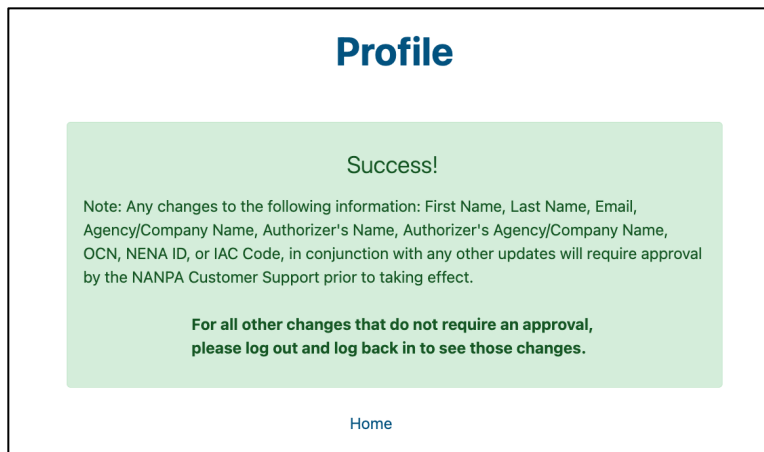 Profile
Success!
Note: Any changes to the following information: First Name, Last Name, Email,
Agency/Company Name, Authorizer's Name, Authorizer's Agency/Company Name,
OCN, NENA ID, or IAC Code, in conjunction with any other updates will require approval
by the NANPA Customer Support prior to taking effect.
For all other changes that do not require an approval,
please log out and log back in to see those changes.
Home